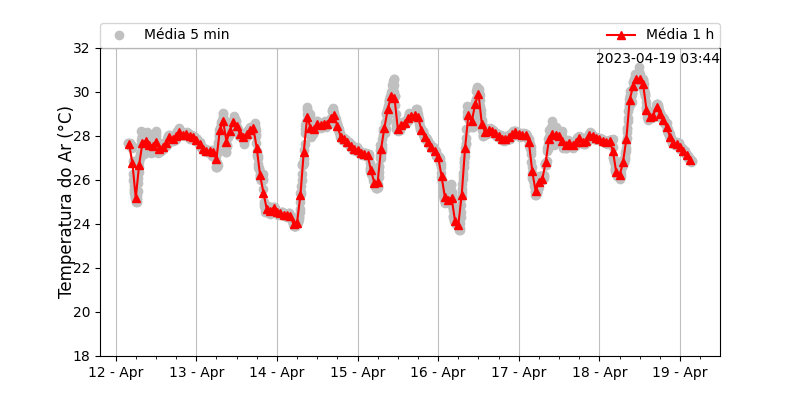 Média 5 min
Média 1 h
2023-04-19 03:44
Temperatura do Ar (°C)
32
30
28
26
24
22
20
18
12 - Apr
13 - Apr
14 - Apr
15 - Apr
16 - Apr
17 - Apr
18 - Apr
19 - Apr